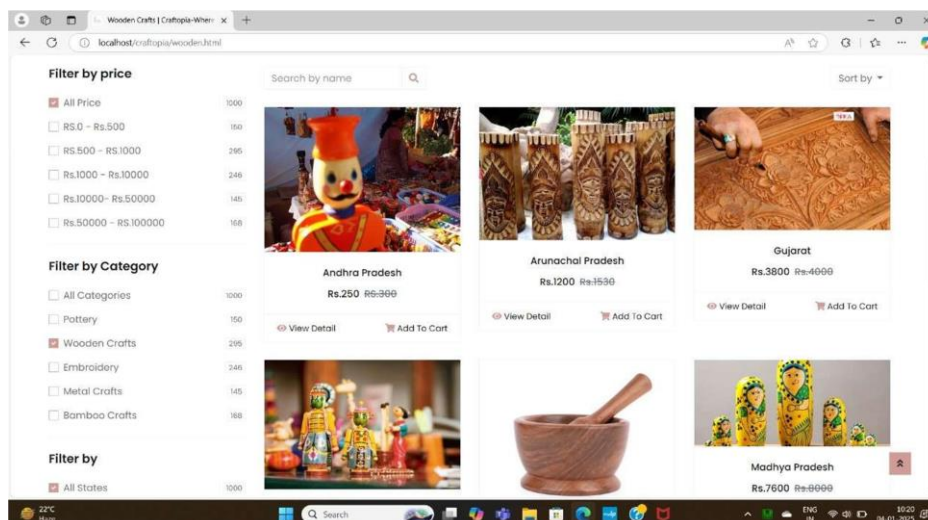 Wooden Crafts | Craftopia-Where
localhost/craftopia/wooden.html
Filter by price
All Price 1000
RS.0 - Rs.500 150
RS.500 - RS.1000 295
Rs.1000 - Rs.10000 246
Rs.10000- Rs.50000 145
Rs.50000 - RS.100000 168
Filter by Category
All Categories 1000
Pottery 150
Wooden Crafts 295
Embroidery 246
Metal Crafts 145
Bamboo Crafts 168
Filter by
All States 1000
Search by name
Sort by
Andhra Pradesh
Rs.250 RS.300
View Detail Add To Cart
Arunachal Pradesh
Rs.1200 Rs.1530
View Detail Add To Cart
Gujarat
Rs.3800 Rs.4000
View Detail Add To Cart
Madhya Pradesh
Rs.7600 Rs.8000
22°C
Haze
Search
ENG
IN
10:20
04-01-2025